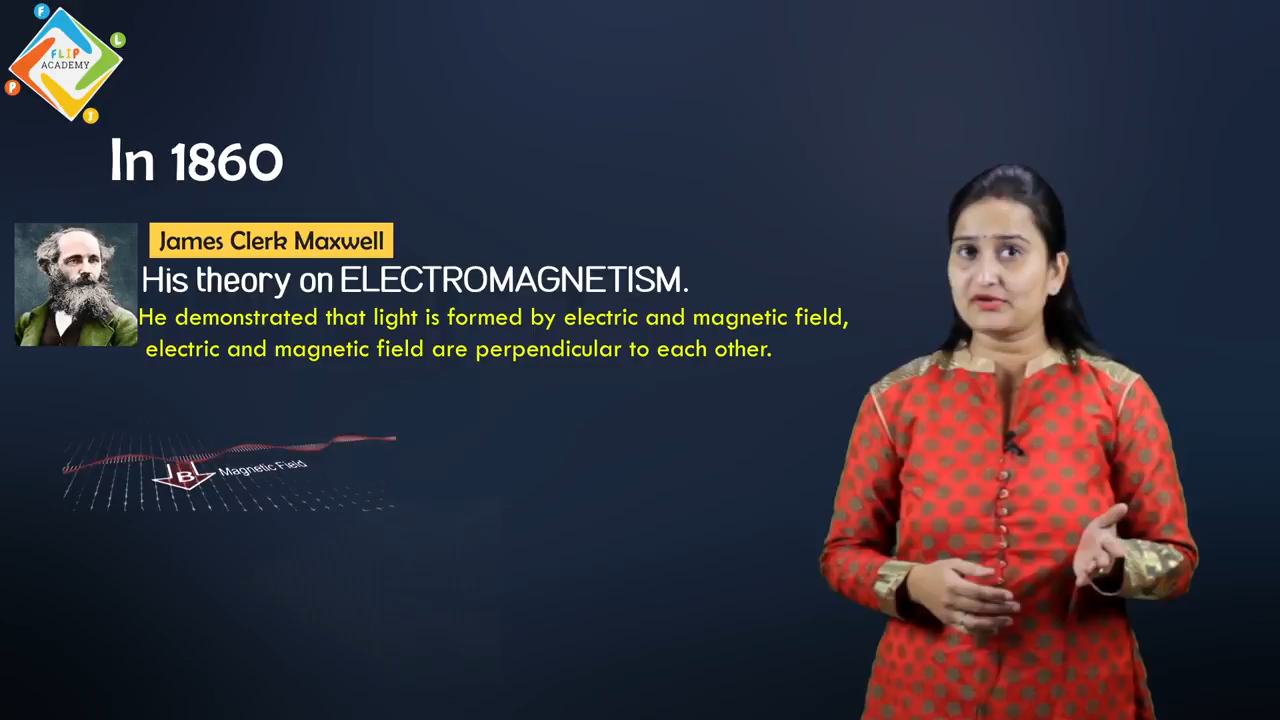 F
L
FLIP
ACADEMY
P
I
In 1860
James Clerk Maxwell
His theory on ELECTROMAGNETISM.
He demonstrated that light is formed by electric and magnetic field,
electric and magnetic field are perpendicular to each other.
B Magnetic Field